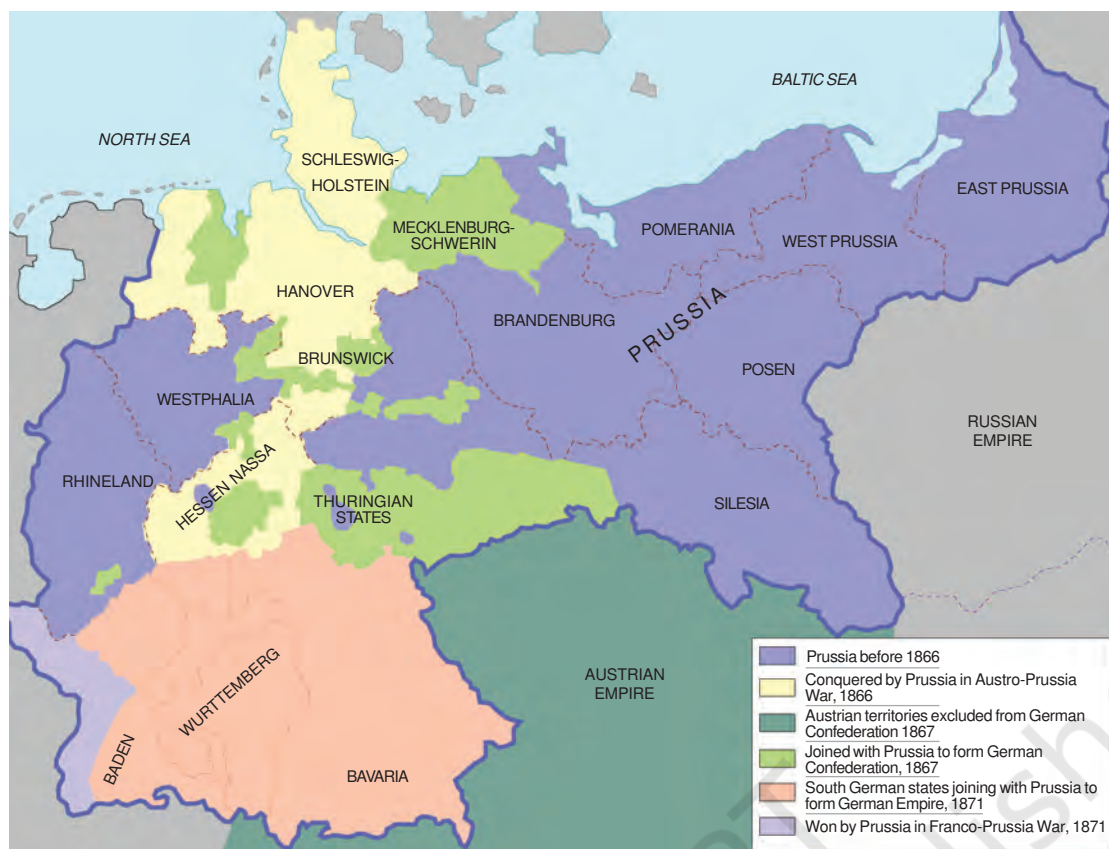 BALTIC SEA
NORTH SEA
SCHLESWIG-
HOLSTEIN
EAST PRUSSIA
MECKLENBURG-
SCHWERIN
POMERANIA
WEST PRUSSIA
HANOVER
BRANDENBURG
PRUSSIA
BRUNSWICK
POSEN
WESTPHALIA
RUSSIAN
EMPIRE
RHINELAND
HESSEN NASSA
THURINGIAN
STATES
SILESIA
AUSTRIAN
EMPIRE
WURTTEMBERG
BADEN
BAVARIA
Prussia before 1866
Conquered by Prussia in Austro-Prussia
War, 1866
Austrian territories excluded from German
Confederation 1867
Joined with Prussia to form German
Confederation, 1867
South German states joining with Prussia to
form German Empire, 1871
Won by Prussia in Franco-Prussia War, 1871